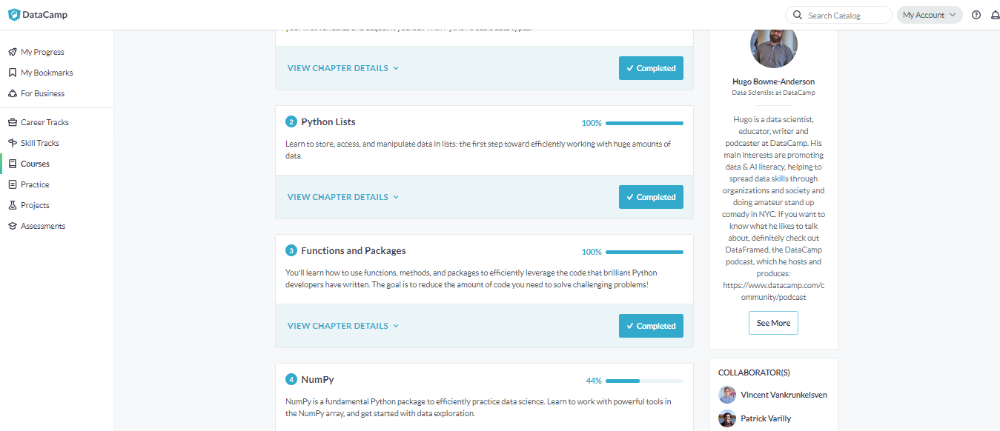 DataCamp
Search Catalog
My Account
My Progress
My Bookmarks
For Business
Career Tracks
Skill Tracks
Courses
Practice
Projects
Assessments
VIEW CHAPTER DETAILS
Completed
2 Python Lists
100%
Learn to store, access, and manipulate data in lists: the first step toward efficiently working with huge amounts of
data.
VIEW CHAPTER DETAILS
Completed
3 Functions and Packages
100%
You'll learn how to use functions, methods, and packages to efficiently leverage the code that brilliant Python
developers have written. The goal is to reduce the amount of code you need to solve challenging problems!
VIEW CHAPTER DETAILS
Completed
4 NumPy
44%
NumPy is a fundamental Python package to efficiently practice data science. Learn to work with powerful tools in
the NumPy array, and get started with data exploration.
Hugo Bowne-Anderson
Data Scientist at DataCamp
Hugo is a data scientist,
educator, writer and
podcaster at DataCamp. His
main interests are promoting
data & AI literacy, helping to
spread data skills through
organizations and society and
doing amateur stand up
comedy in NYC. If you want to
know what he likes to talk
about, definitely check out
DataFramed, the DataCamp
podcast, which he hosts and
produces:
https://www.datacamp.com/c
ommunity/podcast
See More
COLLABORATOR(S)
Vincent Vankrunkelsven
Patrick Varilly